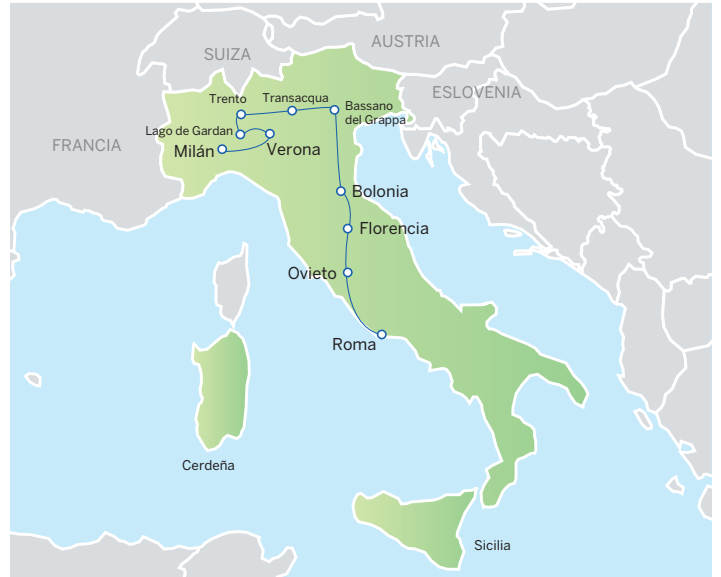 AUSTRIA
SUIZA
ESLOVENIA
Trento
Transacqua
Bassano
del Grappa
Lago de Gardan
FRANCIA
Milán
Verona
Bolonia
Florencia
Ovieto
Roma
Cerdeña
Sicilia